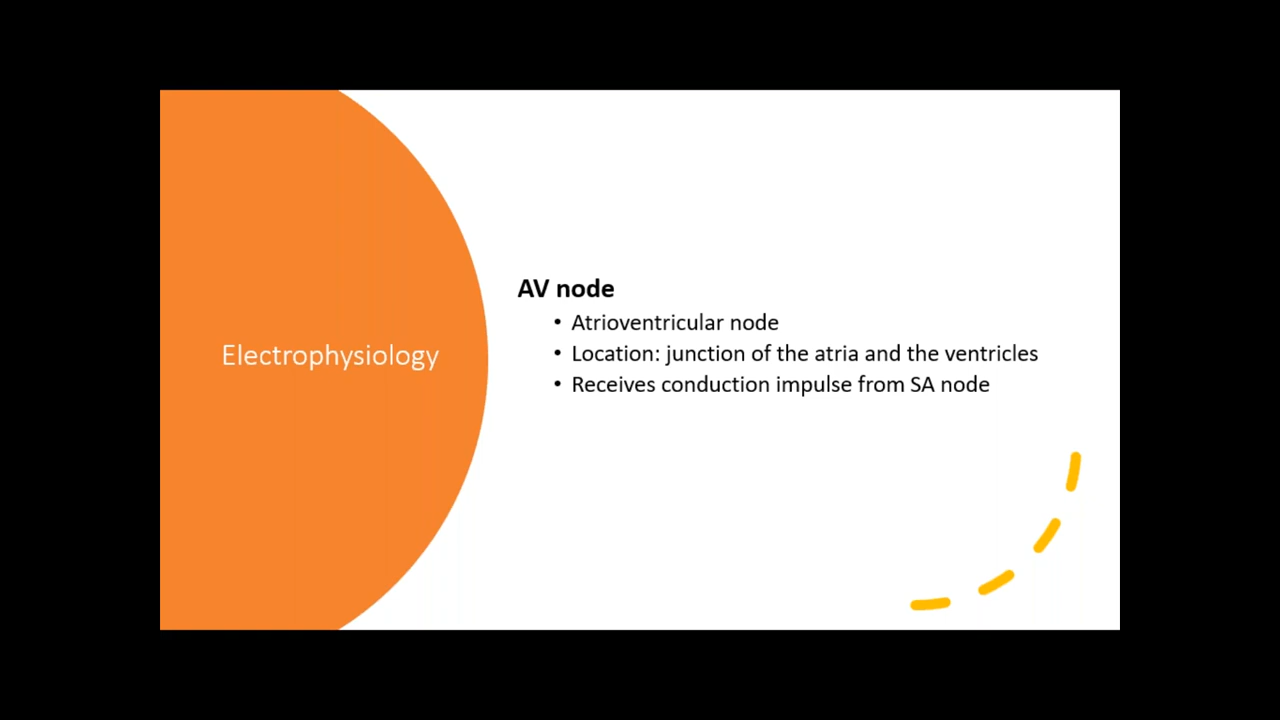 Electrophysiology
AV node
• Atrioventricular node
• Location: junction of the atria and the ventricles
• Receives conduction impulse from SA node